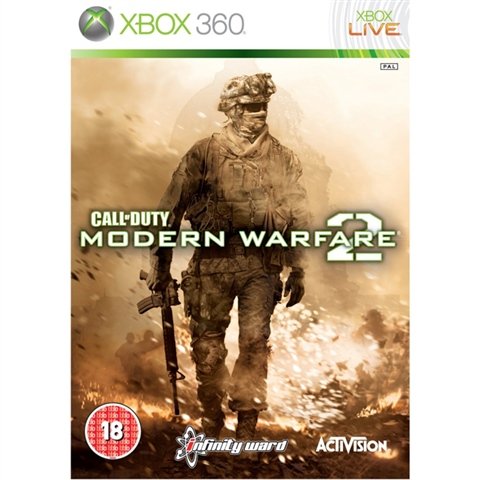 XBOX 360
XBOX
LIVE
PAL
CALL OF DUTY
MODERN WARFARE 2
18
infinity ward
ACTIVISION